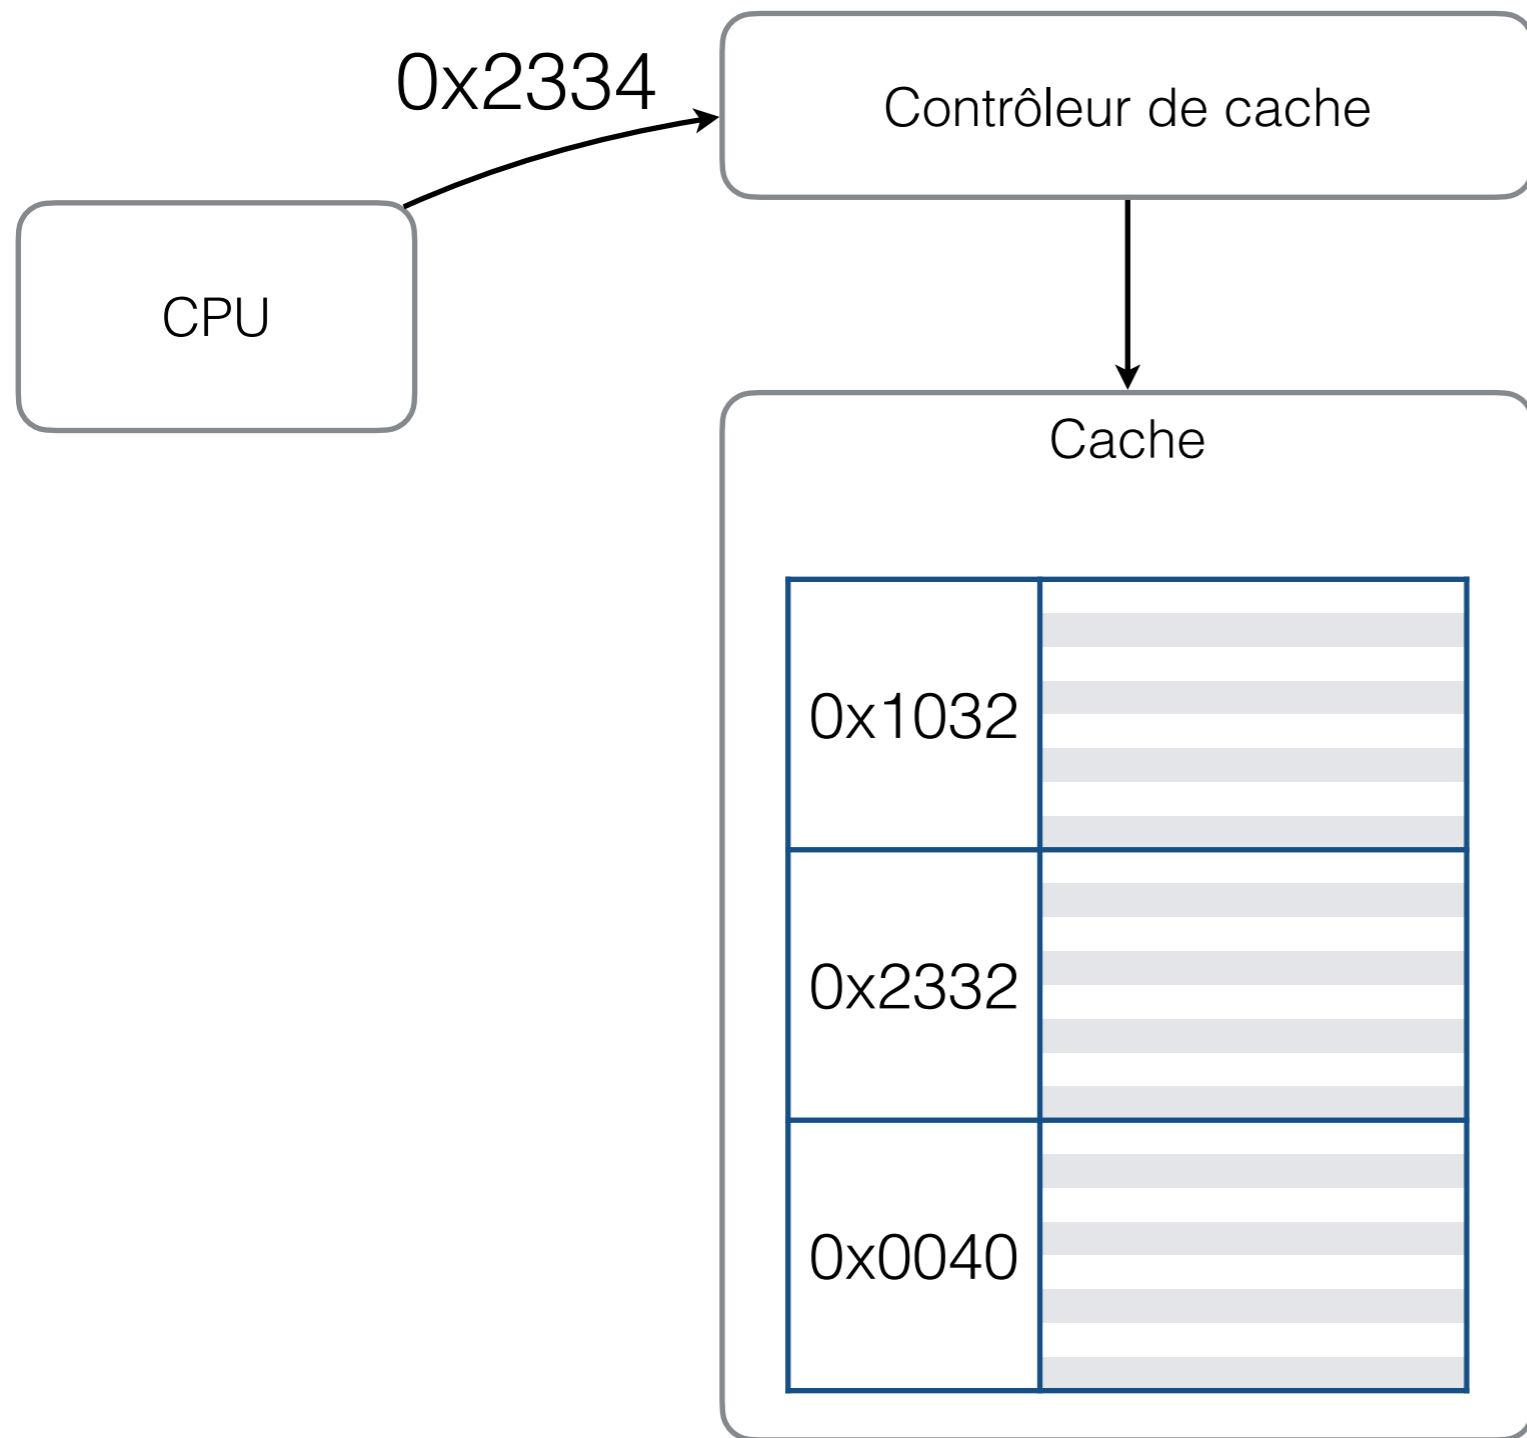 0x2334
Contrôleur de cache
CPU
Cache
0x1032
0x2332
0x0040